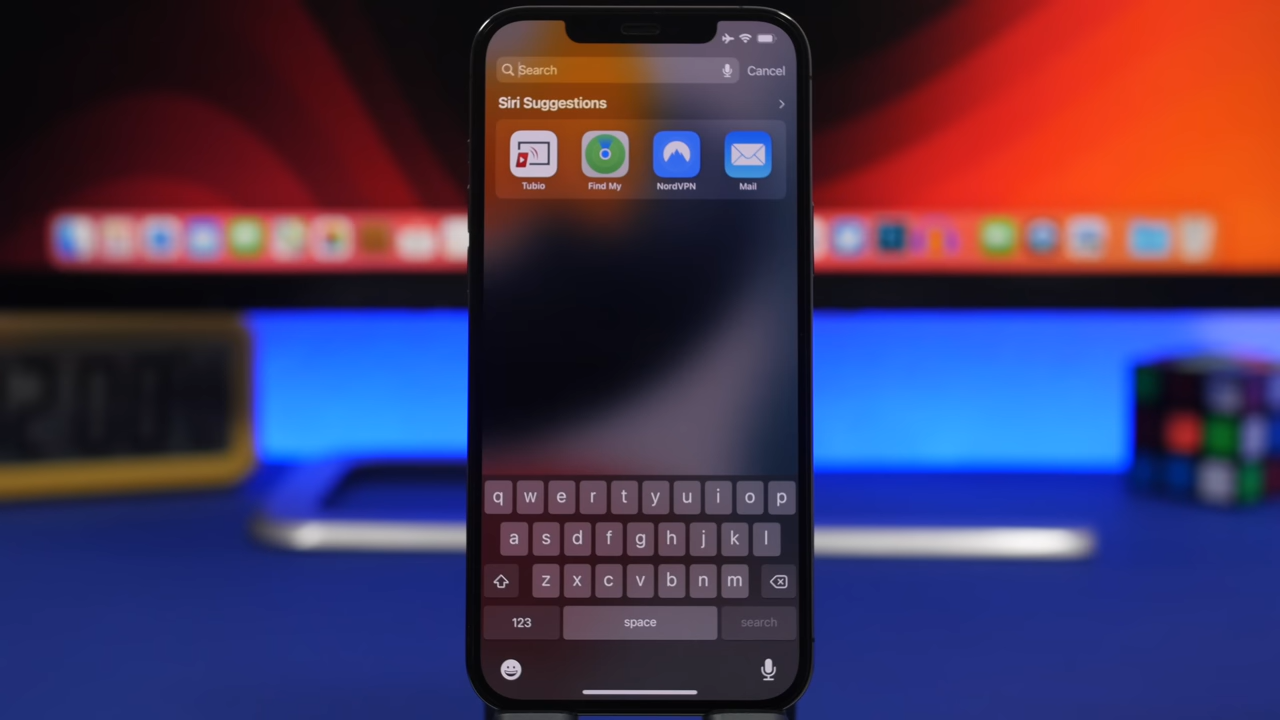 Search Cancel
Siri Suggestions
Tubio Find My NordVPN Mail
q w e r t y u i o p
a s d f g h j k l
z x c v b n m
123 space search